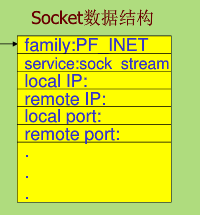 Socket数据结构
family:PF_INET
service:sock_stream
local IP:
remote IP:
local port:
remote port:
.
.
.